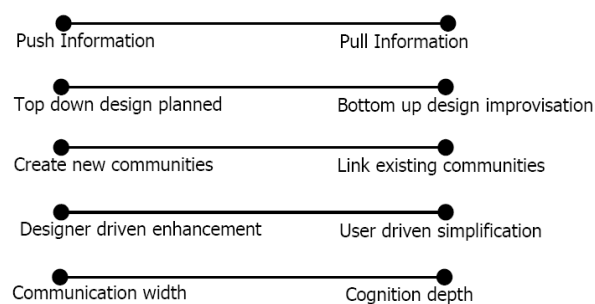 Push Information Pull Information
Top down design planned Bottom up design improvisation
Create new communities Link existing communities
Designer driven enhancement User driven simplification
Communication width Cognition depth